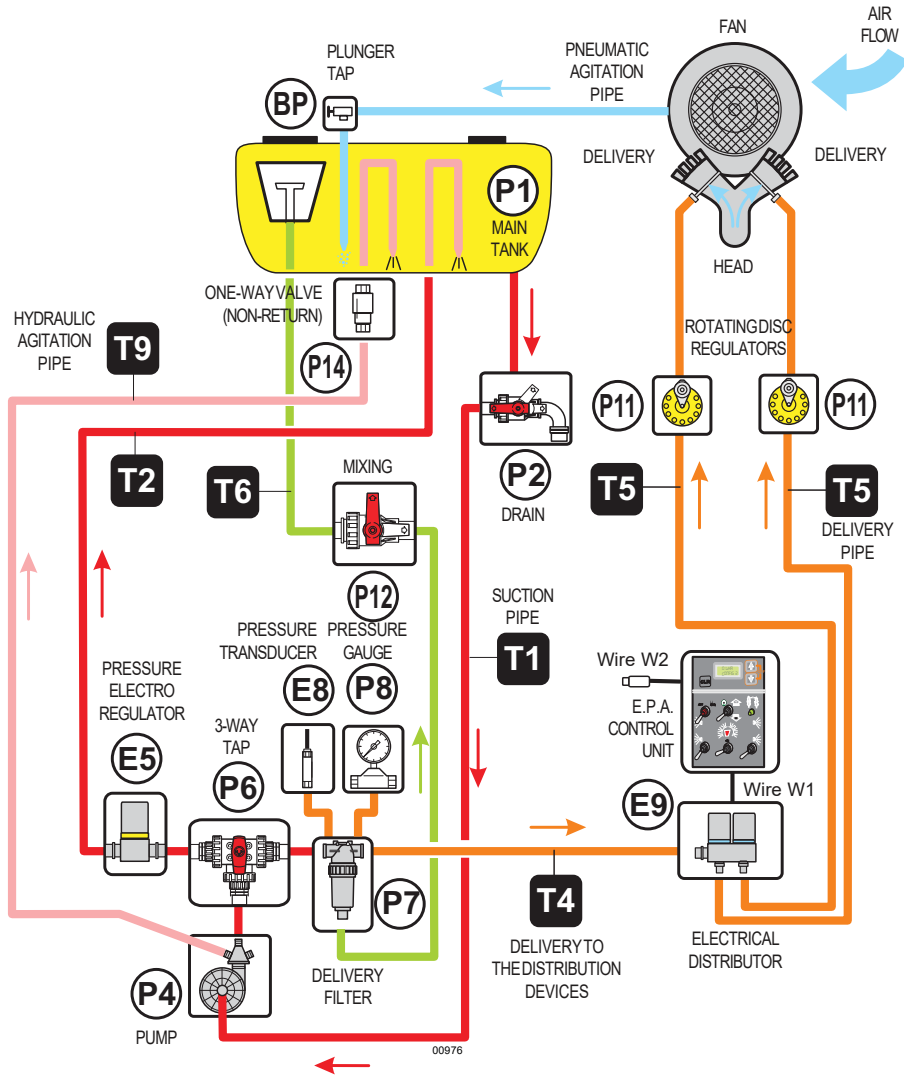 FAN
AIR
FLOW
PLUNGER
TAP
PNEUMATIC
AGITATION
PIPE
BP
DELIVERY
DELIVERY
P1
MAIN
TANK
HEAD
ONE-WAY VALVE
(NON-RETURN)
HYDRAULIC
AGITATION
PIPE
T9
P14
ROTATING DISC
REGULATORS
P11
P11
T2
T6
MIXING
P2
DRAIN
T5
T5
DELIVERY
PIPE
P12
SUCTION
PIPE
T1
PRESSURE
TRANSDUCER
PRESSURE
GAUGE
E8
P8
Wire W2
E.P.A.
CONTROL
UNIT
PRESSURE
ELECTRO
REGULATOR
E5
3-WAY
TAP
P6
Wire W1
E9
P7
T4
DELIVERY TO
THE DISTRIBUTION
DEVICES
ELECTRICAL
DISTRIBUTOR
DELIVERY
FILTER
P4
PUMP
00976